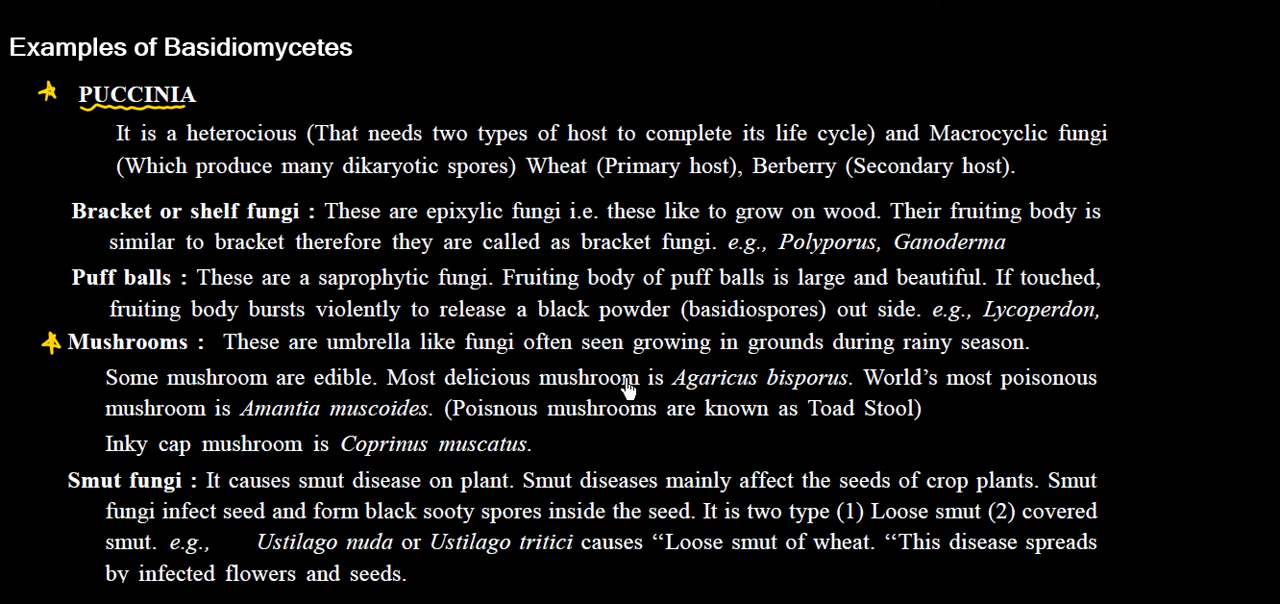 Examples of Basidiomycetes
PUCCINIA
It is a heterocious (That needs two types of host to complete its life cycle) and Macrocyclic fungi
(Which produce many dikaryotic spores) Wheat (Primary host), Berberry (Secondary host).
Bracket or shelf fungi : These are epixylic fungi i.e. these like to grow on wood. Their fruiting body is
similar to bracket therefore they are called as bracket fungi. e.g., Polyporus, Ganoderma
Puff balls : These are a saprophytic fungi. Fruiting body of puff balls is large and beautiful. If touched,
fruiting body bursts violently to release a black powder (basidiospores) out side. e.g., Lycoperdon,
Mushrooms : These are umbrella like fungi often seen growing in grounds during rainy season.
Some mushroom are edible. Most delicious mushroom is Agaricus bisporus. World's most poisonous
mushroom is Amantia muscoides. (Poisnous mushrooms are known as Toad Stool)
Inky cap mushroom is Coprinus muscatus.
Smut fungi : It causes smut disease on plant. Smut diseases mainly affect the seeds of crop plants. Smut
fungi infect seed and form black sooty spores inside the seed. It is two type (1) Loose smut (2) covered
smut. e.g., Ustilago nuda or Ustilago tritici causes ‘‘Loose smut of wheat. ‘‘This disease spreads
by infected flowers and seeds.